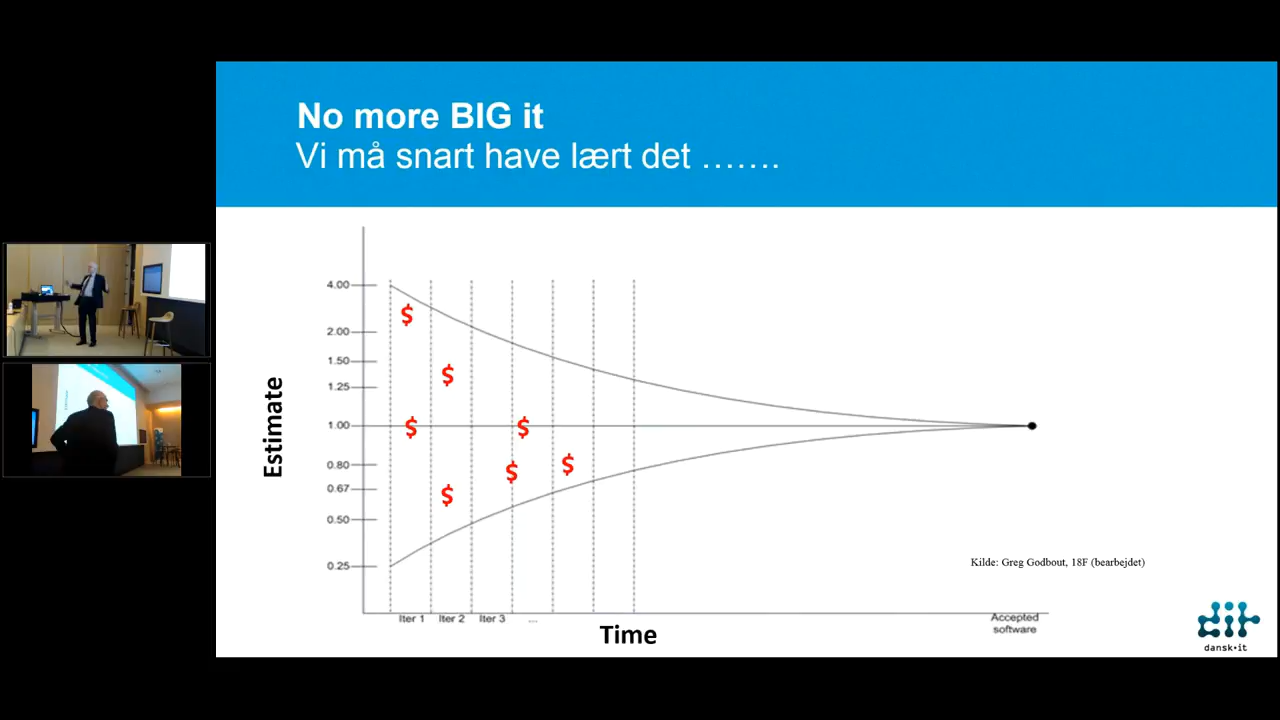 No more BIG it
Vi må snart have lært det .......
Estimate
4.00
2.00
1.50
1.25
1.00
0.80
0.67
0.50
0.25
$
$
$
$
$
$
$
Iter 1 Iter 2 Iter 3 ...
Accepted
software
Time
Kilde: Greg Godbout, 18F (bearbejdet)
dit
dansk•it